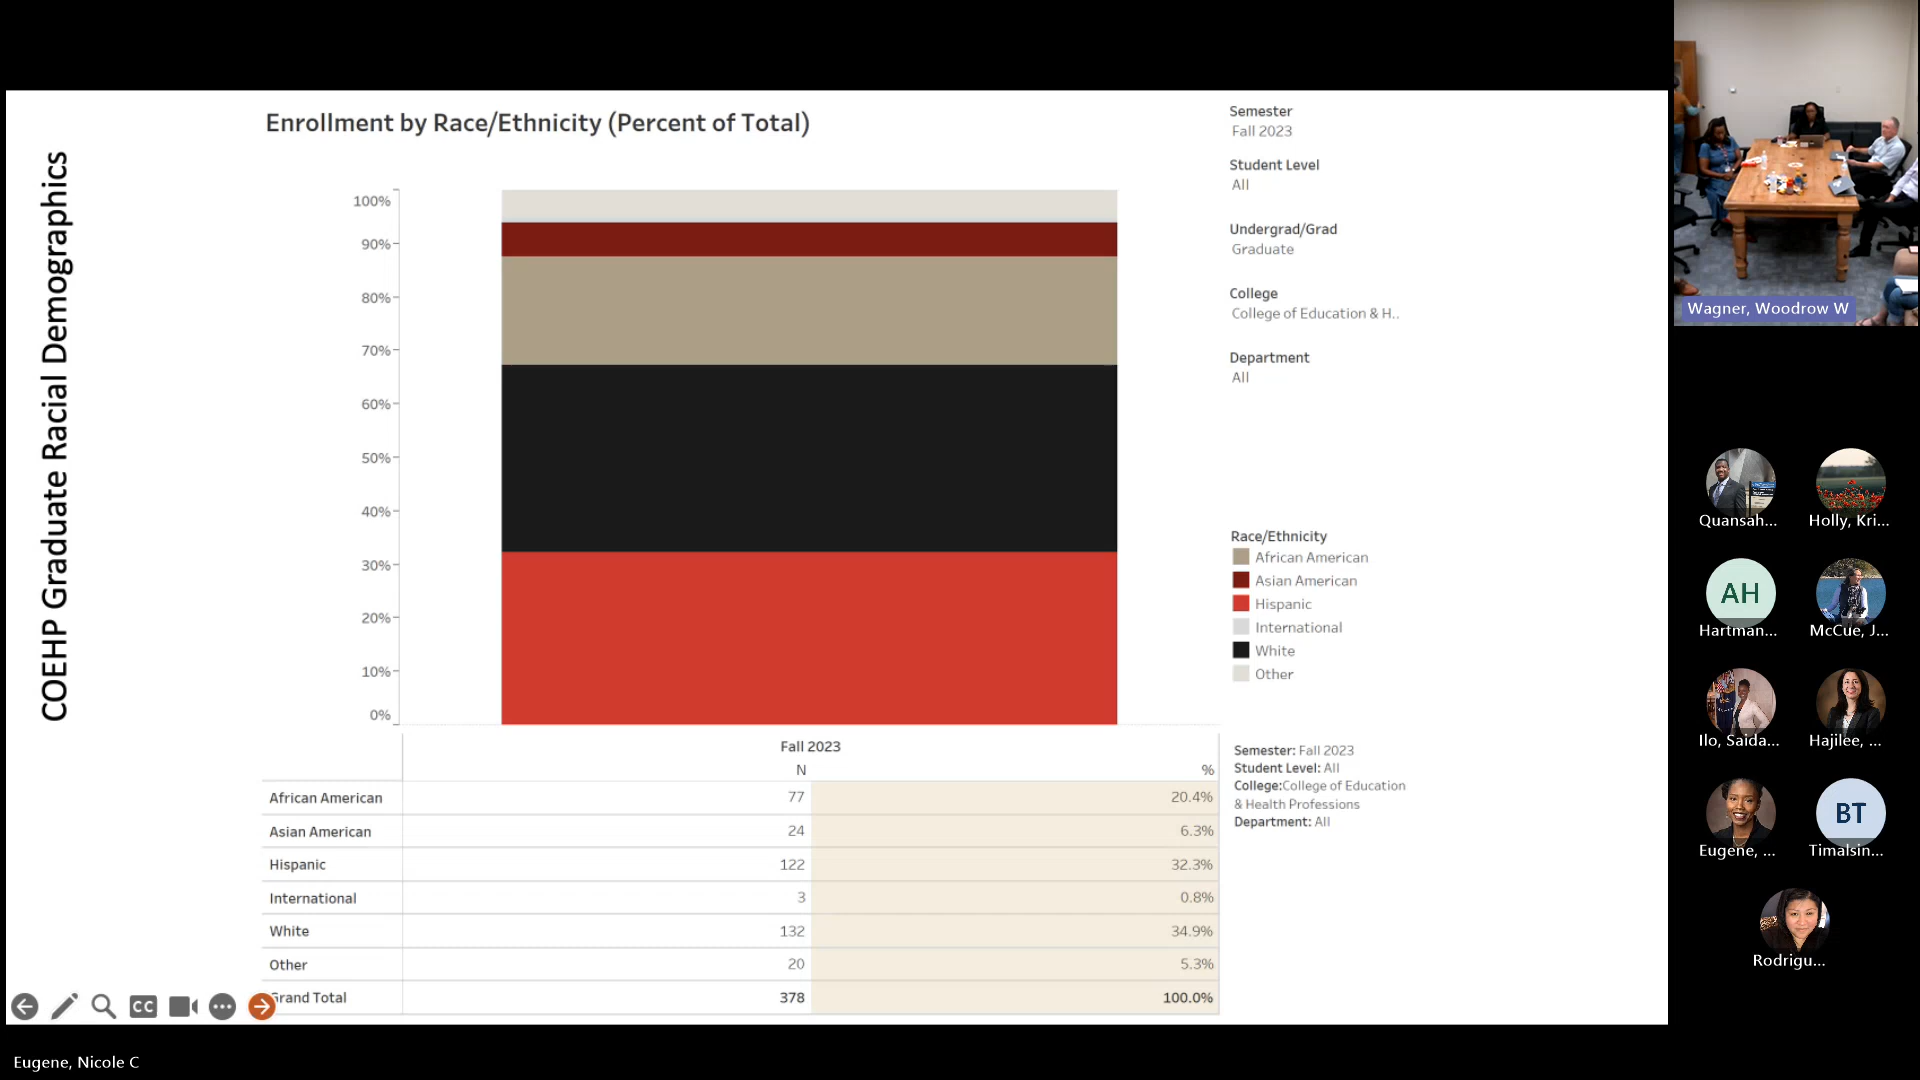 COEHP Graduate Racial Demographics
Enrollment by Race/Ethnicity (Percent of Total)
100%
90%
80%
70%
60%
50%
40%
30%
20%
10%
0%
Semester
Fall 2023
Student Level
All
Undergrad/Grad
Graduate
College
College of Education & H..
Department
All
Race/Ethnicity
African American
Asian American
Hispanic
International
White
Other
Fall 2023
N %
African American 77 20.4%
Asian American 24 6.3%
Hispanic 122 32.3%
International 3 0.8%
White 132 34.9%
Other 20 5.3%
Grand Total 378 100.0%
Semester: Fall 2023
Student Level: All
College:College of Education
& Health Professions
Department: All
CC
Eugene, Nicole C
Wagner, Woodrow W
Quansah... Holly, Kri...
AH
Hartman... McCue, J...
Ilo, Saida... Hajilee, ...
BT
Eugene, ... Timalsin...
Rodrigu...